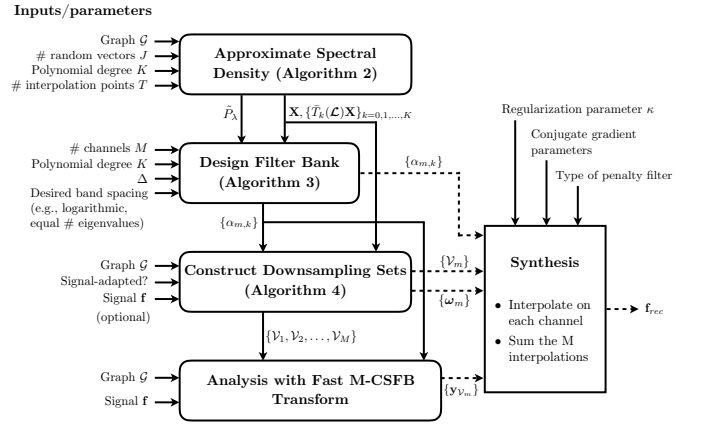 Inputs/parameters
Graph 𝒢
# random vectors J
Polynomial degree K
# interpolation points T
Approximate Spectral
Density (Algorithm 2)
P̃_λ
X, {T̄_k(ℒ)X}_{k=0,1,...,K}
# channels M
Polynomial degree K
Δ
Desired band spacing
(e.g., logarithmic,
equal # eigenvalues)
Design Filter Bank
(Algorithm 3)
{α_{m,k}}
Regularization parameter κ
Conjugate gradient
parameters
Type of penalty filter
{α_{m,k}}
Graph 𝒢
Signal-adapted?
Signal f
(optional)
Construct Downsampling Sets
(Algorithm 4)
{𝒱_m}
{ω_m}
Synthesis
• Interpolate on
each channel
• Sum the M
interpolations
f_{rec}
{𝒱_1, 𝒱_2, . . . , 𝒱_M}
Graph 𝒢
Signal f
Analysis with Fast M-CSFB
Transform
{y_{𝒱_m}}